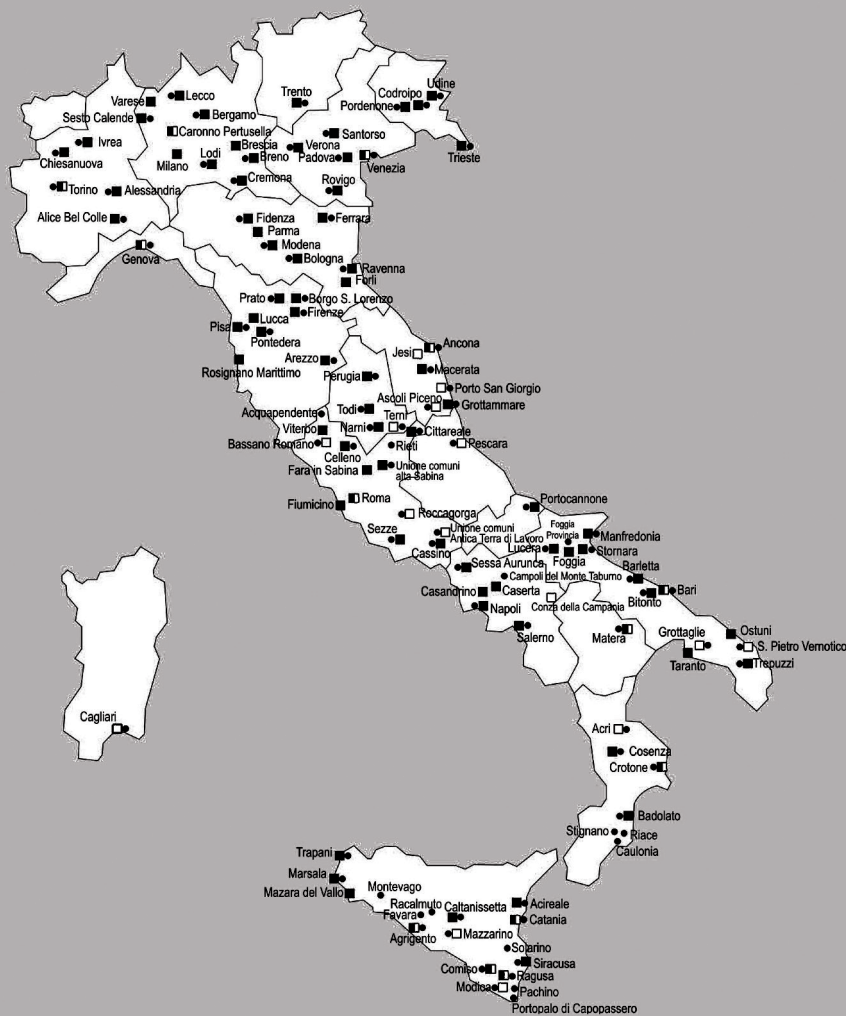 Udine
Codroipo
Lecco
Trento
Varese
Pordenone
Bergamo
Sesto Calende
Caronno Pertusella
Santorso
Ivrea
Brescia
Verona
Lodi
Breno
Padova
Trieste
Chiesanuova
Milano
Venezia
Cremona
Rovigo
Torino
Alessandria
Alice Bel Colle
Fidenza
Ferrara
Parma
Modena
Genova
Bologna
Ravenna
Forlì
Prato
Borgo S. Lorenzo
Firenze
Lucca
Pisa
Pontedera
Ancona
Jesi
Arezzo
Rosignano Marittimo
Macerata
Perugia
Porto San Giorgio
Ascoli Piceno
Grottammare
Acquapendente
Todi
Terni
Viterbo
Narni
Cittareale
Bassano Romano
Rieti
Pescara
Celleno
Fara in Sabina
Unione comuni
alta Sabina
Roma
Fiumicino
Portocannone
Roccagorga
Unione comuni
Antica Terra di Lavoro
Foggia
Provincia
Manfredonia
Sezze
Cassino
Lucera
Stornara
Foggia
Sessa Aurunca
Barletta
Campoli del Monte Taburno
Casandrino
Caserta
Bari
Bitonto
Napoli
Conza della Campania
Salerno
Matera
Grottaglie
Ostuni
S. Pietro Vernotico
Taranto
Trepuzzi
Cagliari
Acri
Cosenza
Crotone
Badolato
Stignano
Riace
Caulonia
Trapani
Marsala
Mazara del Vallo
Montevago
Racalmuto
Caltanissetta
Acireale
Favara
Catania
Agrigento
Mazzarino
Solarino
Siracusa
Comiso
Ragusa
Modica
Pachino
Portopalo di Capopassero